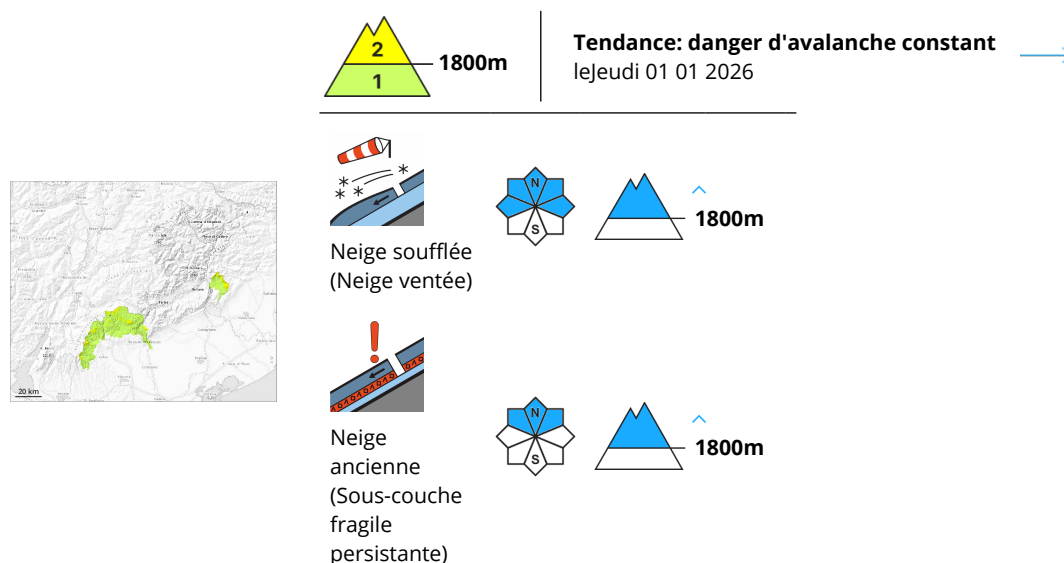 2
1
1800m
Tendance: danger d'avalanche constant
leJeudi 01 01 2026
N
S
1800m
Neige soufflée
(Neige ventée)
20 km
N
S
1800m
Neige
ancienne
(Sous-couche
fragile
persistante)